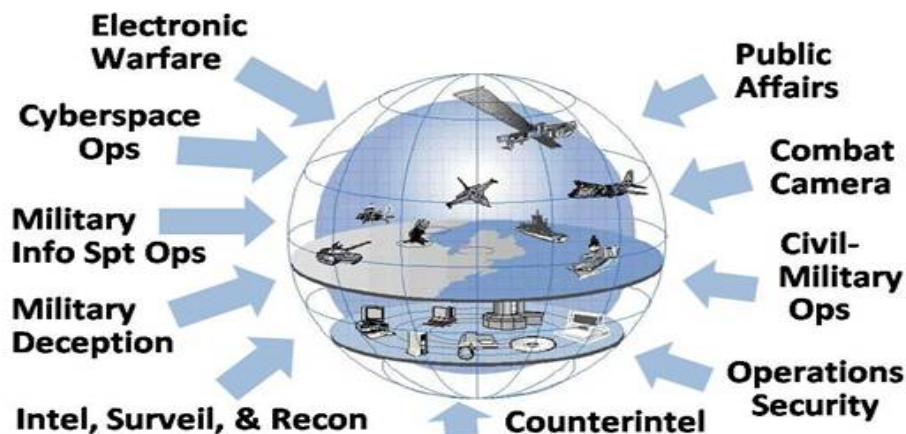 Electronic
Warfare
Cyberspace
Ops
Military
Info Spt Ops
Military
Deception
Intel, Surveil, & Recon
Counterintel
Public
Affairs
Combat
Camera
Civil-
Military
Ops
Operations
Security